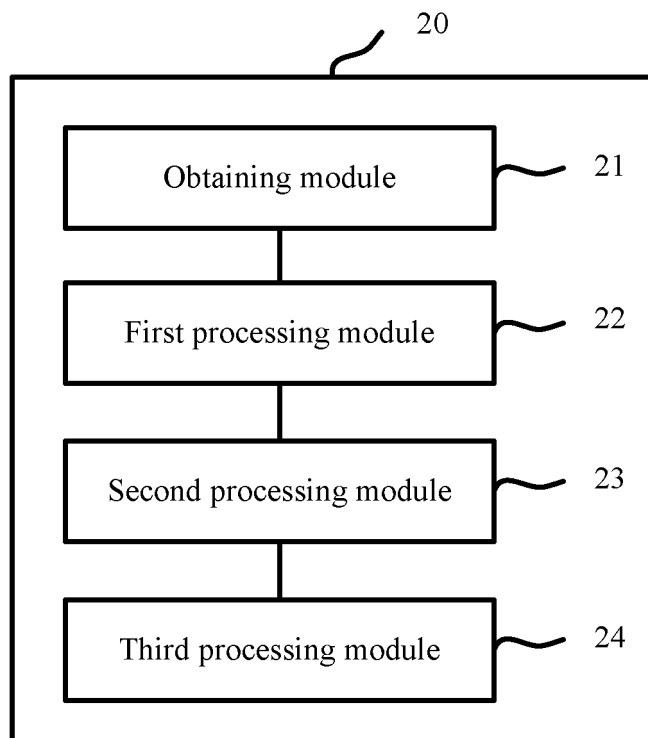 20
Obtaining module
21
First processing module
22
Second processing module
23
Third processing module
24